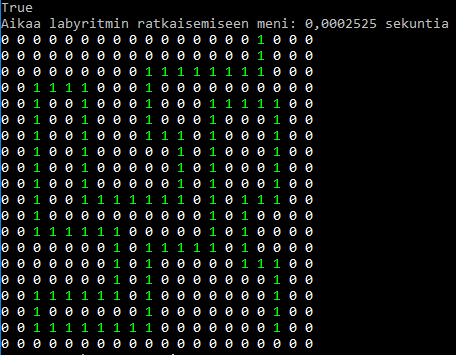 True
Aikaa labyritmin ratkaisemiseen meni: 0,0002525 sekuntia
0 0 0 0 0 0 0 0 0 0 0 0 0 0 0 0 1 0 0 0
0 0 0 0 0 0 0 0 0 0 0 0 0 0 0 0 1 0 0 0
0 0 0 0 0 0 0 0 0 1 1 1 1 1 1 1 1 0 0 0
0 0 1 1 1 1 0 0 0 1 0 0 0 0 0 0 0 0 0 0
0 0 1 0 0 1 0 0 0 1 0 0 0 1 1 1 1 1 0 0
0 0 1 0 0 1 0 0 0 1 0 0 0 1 0 0 0 1 0 0
0 0 1 0 0 1 0 0 0 1 1 1 0 1 0 0 0 1 0 0
0 0 1 0 0 1 0 0 0 0 0 1 0 1 0 0 0 1 0 0
0 0 1 0 0 1 0 0 0 0 0 1 0 1 0 0 0 1 0 0
0 0 1 0 0 1 0 0 0 0 0 1 0 1 0 0 0 1 0 0
0 0 1 0 0 1 1 1 1 1 1 1 0 1 0 1 1 1 0 0
0 0 1 0 0 0 0 0 0 0 0 0 0 1 0 1 0 0 0 0
0 0 1 1 1 1 1 1 0 0 0 0 0 1 0 1 0 0 0 0
0 0 0 0 0 0 0 1 0 1 1 1 1 1 0 1 0 0 0 0
0 0 0 0 0 0 0 1 0 1 0 0 0 0 0 1 1 1 0 0
0 0 0 0 0 0 0 1 0 1 0 0 0 0 0 0 0 1 0 0
0 0 1 1 1 1 1 1 0 1 0 0 0 0 0 0 0 1 0 0
0 0 1 0 0 0 0 0 0 1 0 0 0 0 0 0 0 1 0 0
0 0 1 1 1 1 1 1 1 1 0 0 0 0 0 0 0 1 0 0
0 0 0 0 0 0 0 0 0 0 0 0 0 0 0 0 0 0 0 0